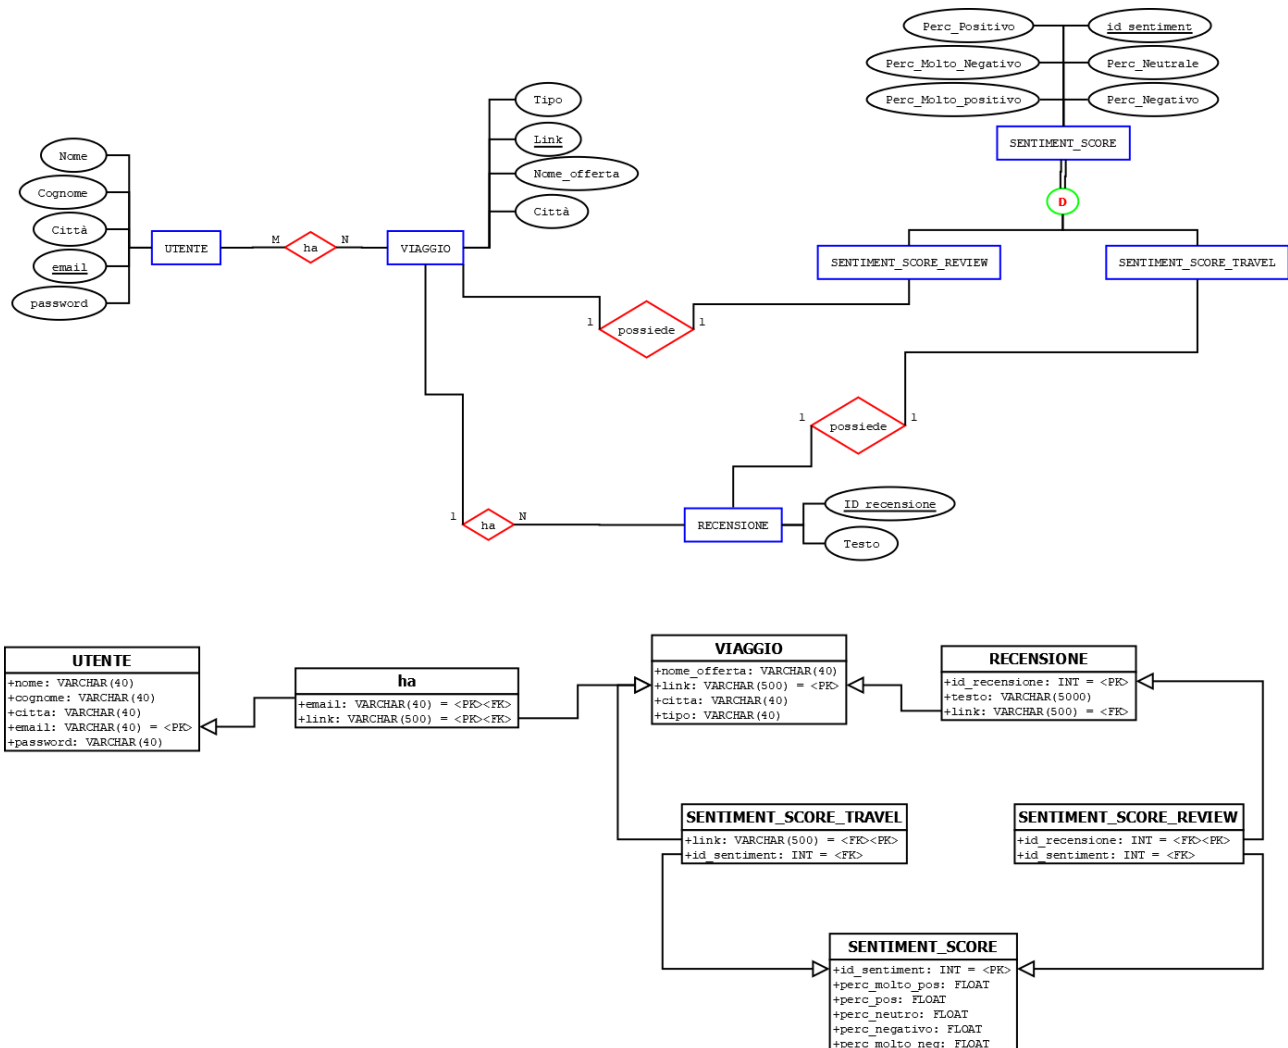 Perc_Positivo
id sentiment
Perc_Molto_Negativo
Perc_Neutrale
Perc_Molto_positivo
Perc_Negativo
SENTIMENT_SCORE
D
Tipo
Link
Nome_offerta
Città
Nome
Cognome
Città
email
password
UTENTE
M
ha
N
VIAGGIO
SENTIMENT_SCORE_REVIEW
SENTIMENT_SCORE_TRAVEL
1
possiede
1
1
possiede
1
1
ha
N
RECENSIONE
ID recensione
Testo
UTENTE
+nome: VARCHAR(40)
+cognome: VARCHAR(40)
+citta: VARCHAR(40)
+email: VARCHAR(40) = <PK>
+password: VARCHAR(40)
ha
+email: VARCHAR(40) = <PK><FK>
+link: VARCHAR(500) = <PK><FK>
VIAGGIO
+nome_offerta: VARCHAR(40)
+link: VARCHAR(500) = <PK>
+citta: VARCHAR(40)
+tipo: VARCHAR(40)
RECENSIONE
+id_recensione: INT = <PK>
+testo: VARCHAR(5000)
+link: VARCHAR(500) = <FK>
SENTIMENT_SCORE_TRAVEL
+link: VARCHAR(500) = <FK><PK>
+id_sentiment: INT = <FK>
SENTIMENT_SCORE_REVIEW
+id_recensione: INT = <FK><PK>
+id_sentiment: INT = <FK>
SENTIMENT_SCORE
+id_sentiment: INT = <PK>
+perc_molto_pos: FLOAT
+perc_pos: FLOAT
+perc_neutro: FLOAT
+perc_negativo: FLOAT
+perc_molto_neg: FLOAT